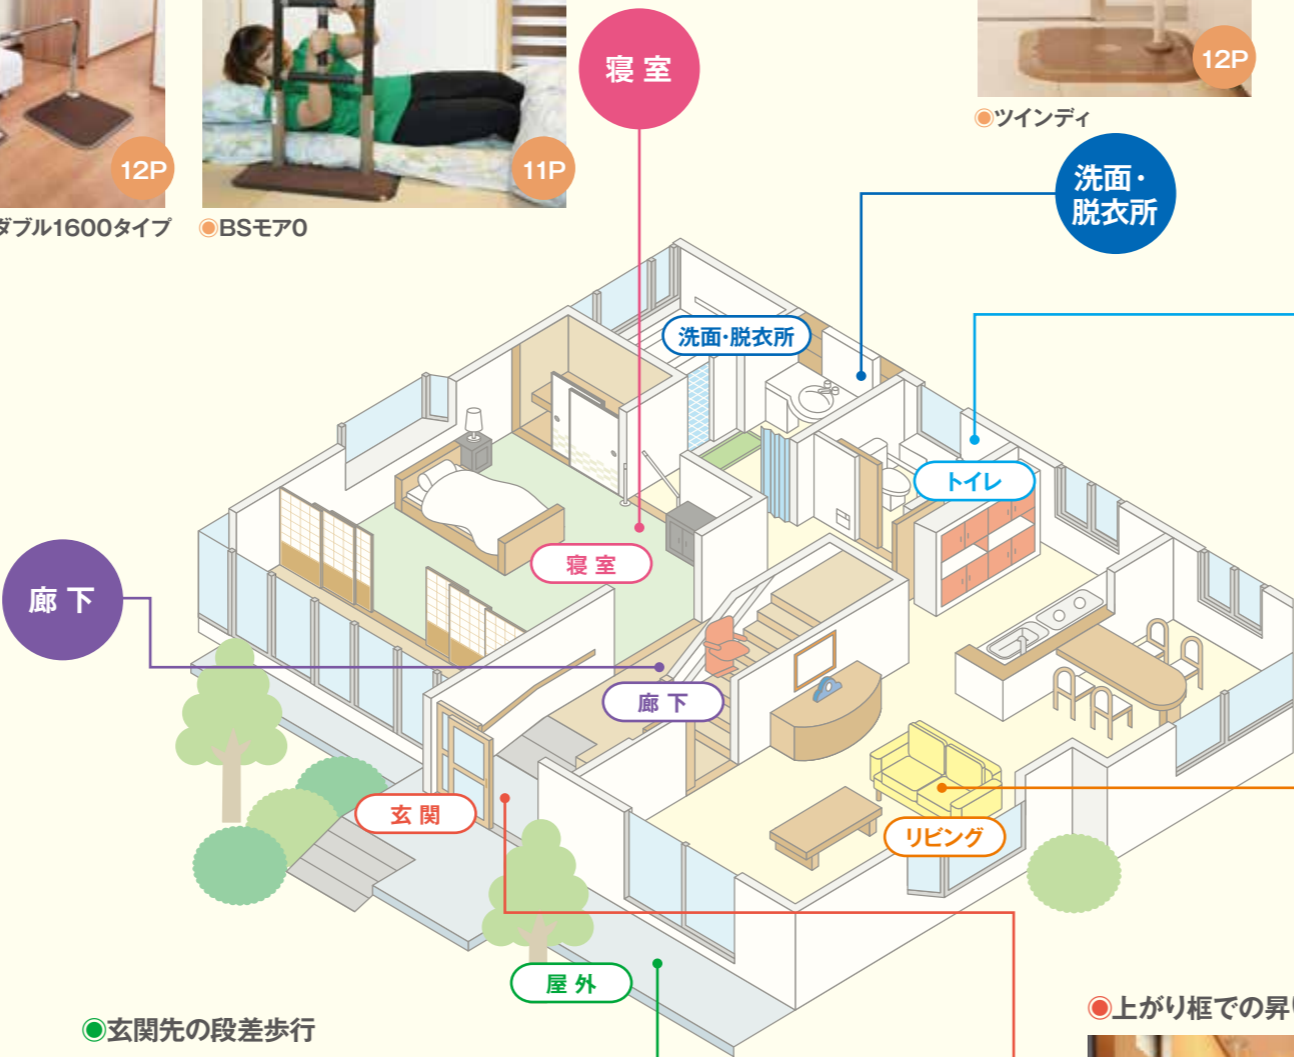 12P
ダブル1600タイプ
11P
◉BSモア0
寝室
12P
◉ツインディ
洗面・
脱衣所
洗面・脱衣所
トイレ
寝室
廊下
廊下
玄関
リビング
屋外
◉玄関先の段差歩行
◉上がり框での昇り